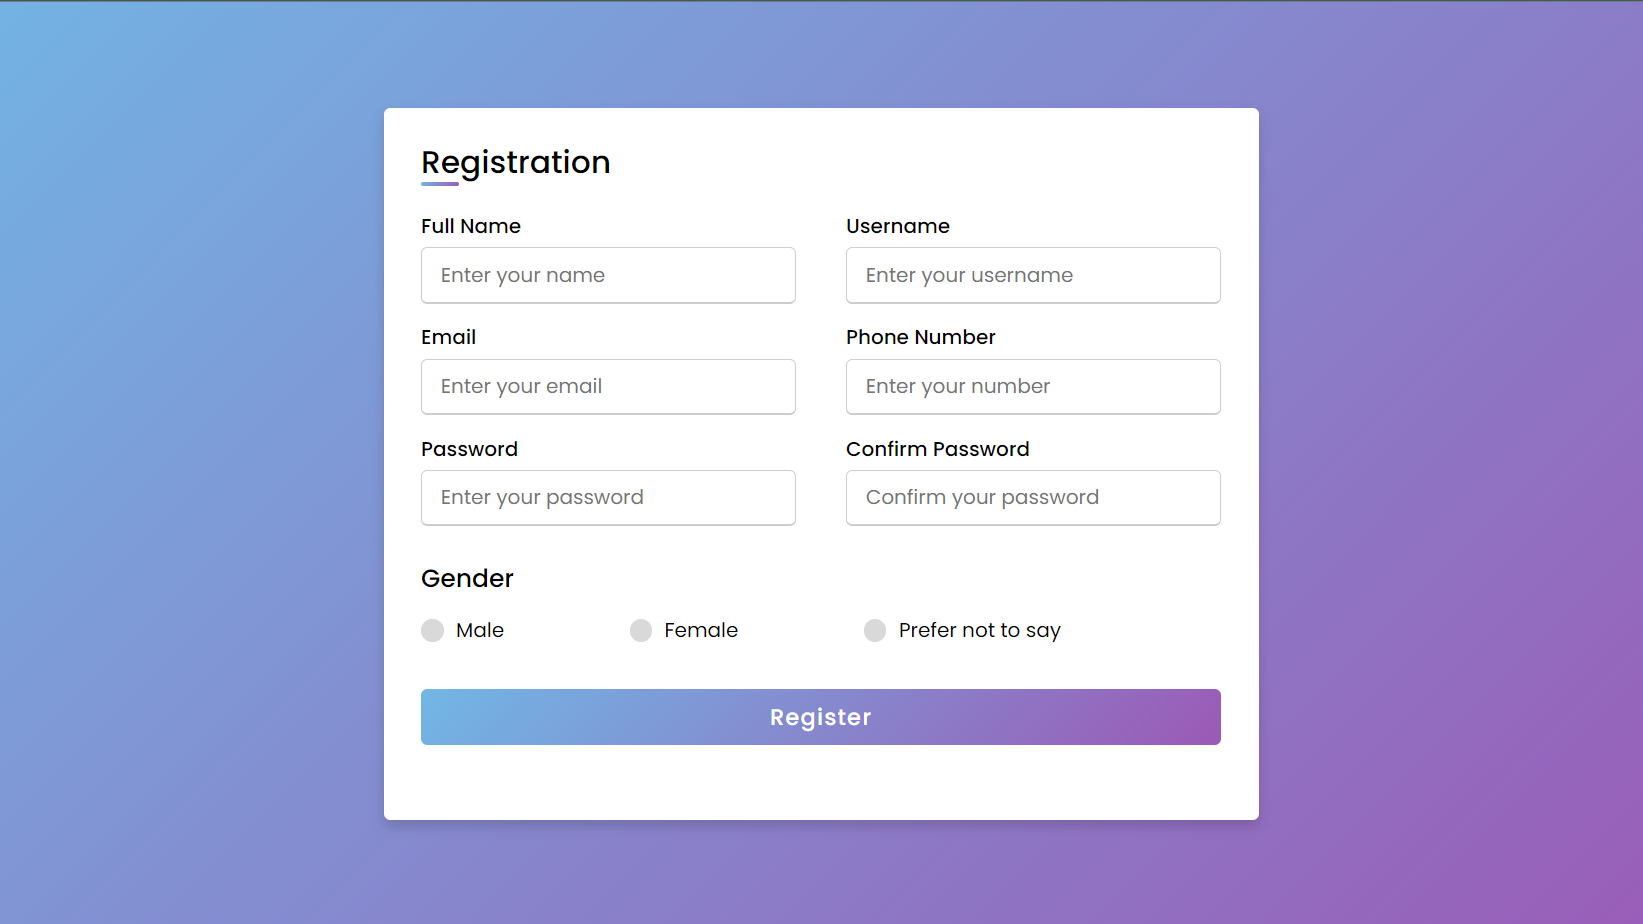 Registration
Full Name
Username
Enter your name
Enter your username
Email
Phone Number
Enter your email
Enter your number
Password
Confirm Password
Enter your password
Confirm your password
Gender
Male
Female
Prefer not to say
Register